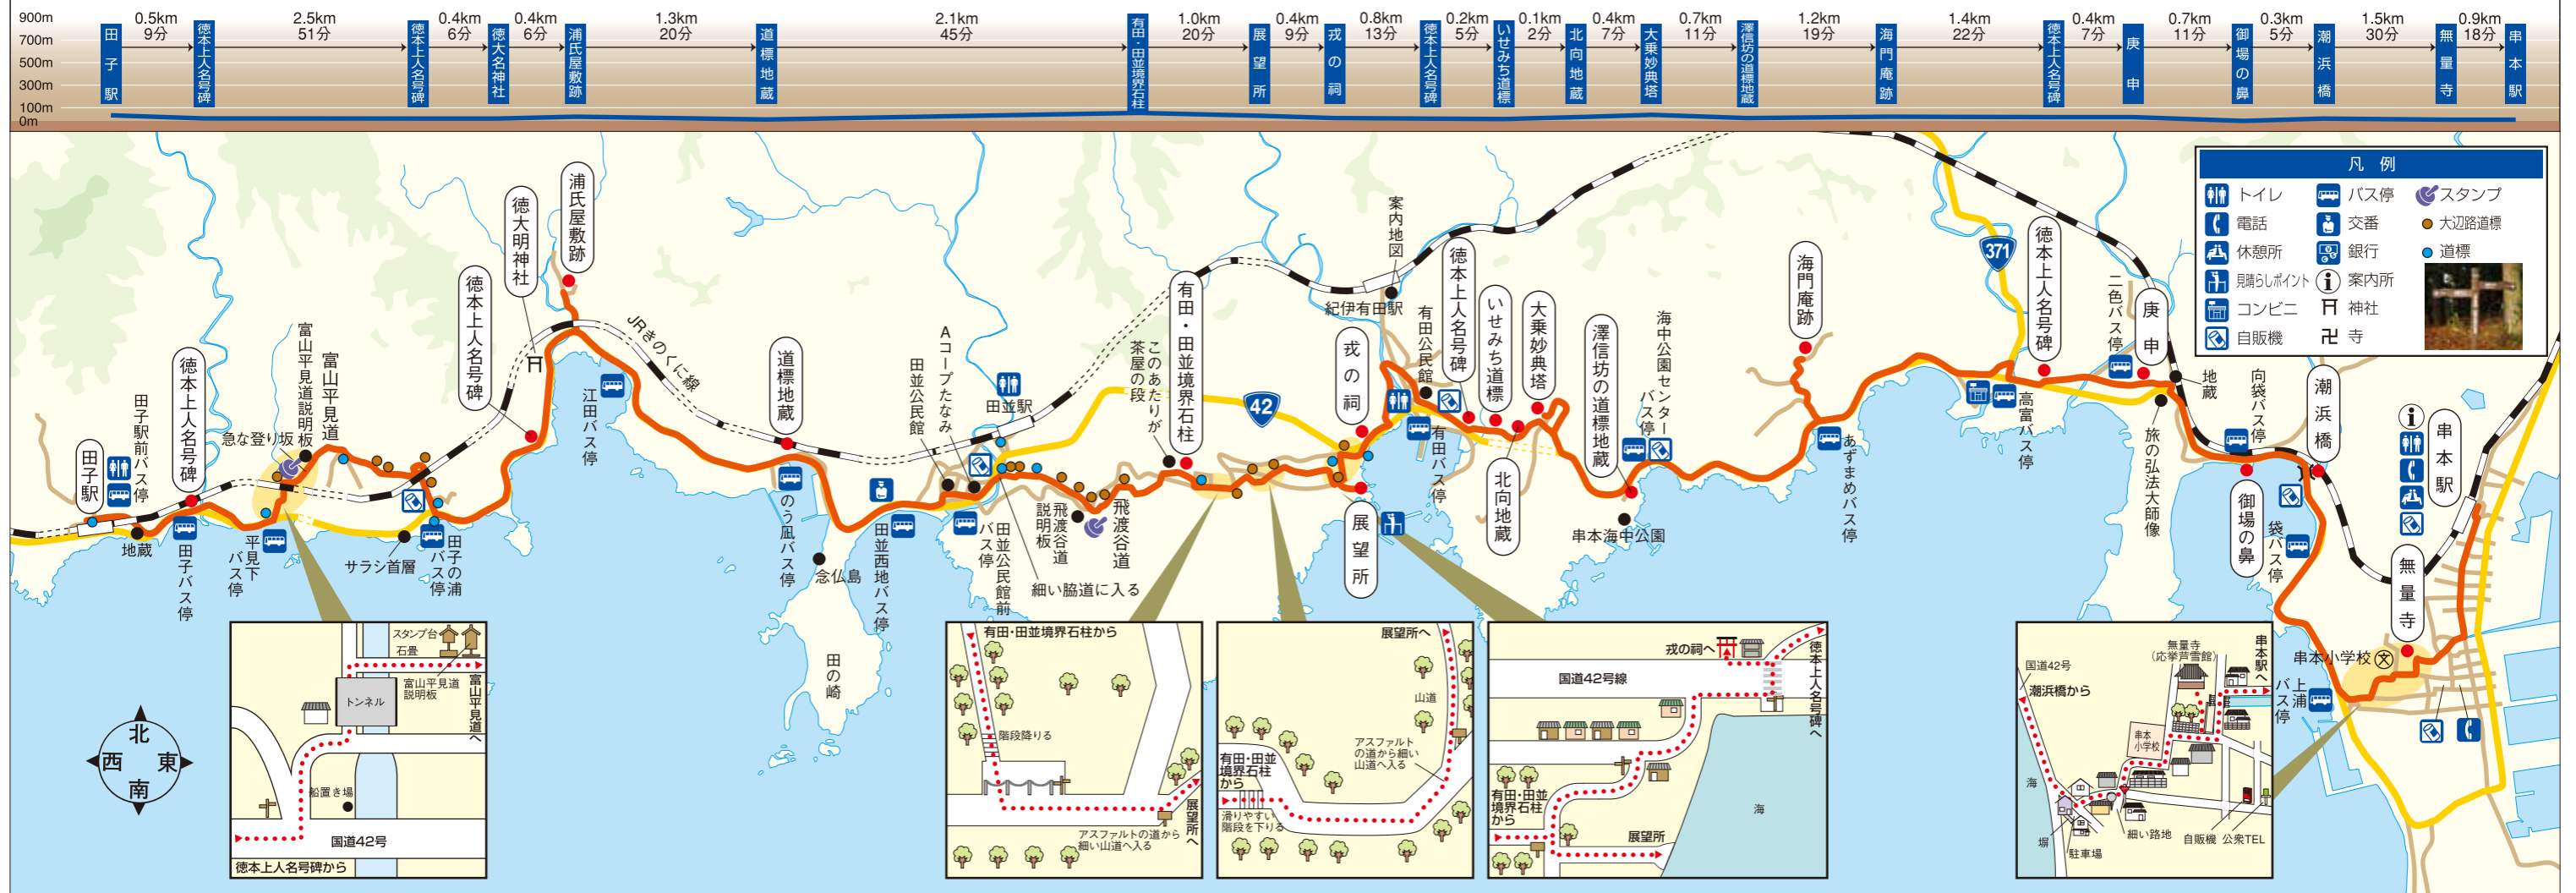 900m
700m
500m
300m
100m
0m
0.5km
9分
2.5km
51分
0.4km
6分
0.4km
6分
1.3km
20分
2.1km
45分
1.0km
20分
0.4km
9分
0.8km
13分
0.2km
5分
0.1km
2分
0.4km
7分
0.7km
11分
1.2km
19分
1.4km
22分
0.4km
7分
0.7km
11分
0.3km
5分
1.5km
30分
0.9km
18分
田子駅
徳本上人名号碑
徳本上人名号碑
徳大名神社
浦氏屋敷跡
道標地蔵
有田・田並境界石柱
展望所
戎の祠
徳本上人名号碑
いせみち道標
北向地蔵
大乗妙典塔
澤信坊の道標地蔵
海門庵跡
徳本上人名号碑
庚申
御場の鼻
潮浜橋
無量寺
串本駅
凡例
トイレ
電話
休憩所
見晴らしポイント
コンビニ
自販機
バス停
交番
銀行
案内所
神社
寺
スタンプ
大辺路道標
道標
田子駅
田子駅前バス停
地蔵
徳本上人名号碑
田子バス停
平見下
バス停
急な登り坂
富山平見道説明板
富山平見道
サラシ首層
田子の浦
バス停
徳本上人名号碑
徳大明神社
浦氏屋敷跡
江田バス停
JRきのくに線
道標地蔵
のう凪バス停
念仏島
田の崎
田並西地バス停
田並公民館
Aコープたなみ
田並駅
田並公民館前
バス停
細い脇道に入る
飛渡谷道
説明板
飛渡谷道
このあたりが
茶屋の段
有田・田並境界石柱
42
戎の祠
展望所
案内地図
紀伊有田駅
有田公民館
有田バス停
徳本上人名号碑
いせみち道標
北向地蔵
大乗妙典塔
澤信坊の道標地蔵
海中公園センター
バス停
串本海中公園
海門庵跡
あずまめバス停
371
高富バス停
徳本上人名号碑
二色バス停
庚申
地蔵
旅の弘法大師像
向袋バス停
御場の鼻
潮浜橋
袋バス停
串本駅
無量寺
串本小学校
文
上浦
バス停
北
西
東
南
スタンプ台
石畳
富山平見道
説明板
トンネル
富山平見道へ
船置き場
国道42号
徳本上人名号碑から
有田・田並境界石柱から
階段降りる
アスファルトの道から
細い山道へ入る
展望所へ
展望所へ
山道
アスファルト
の道から細い
山道へ入る
有田・田並
境界石柱
から
滑りやすい
階段を下りる
戎の祠へ
国道42号線
徳本上人名号碑へ
有田・田並
境界石柱
から
展望所
海
国道42号
潮浜橋から
無量寺
(応挙芦雪館)
串本駅へ
串本
小学校
海
塀
駐車場
細い路地
自販機
公衆TEL